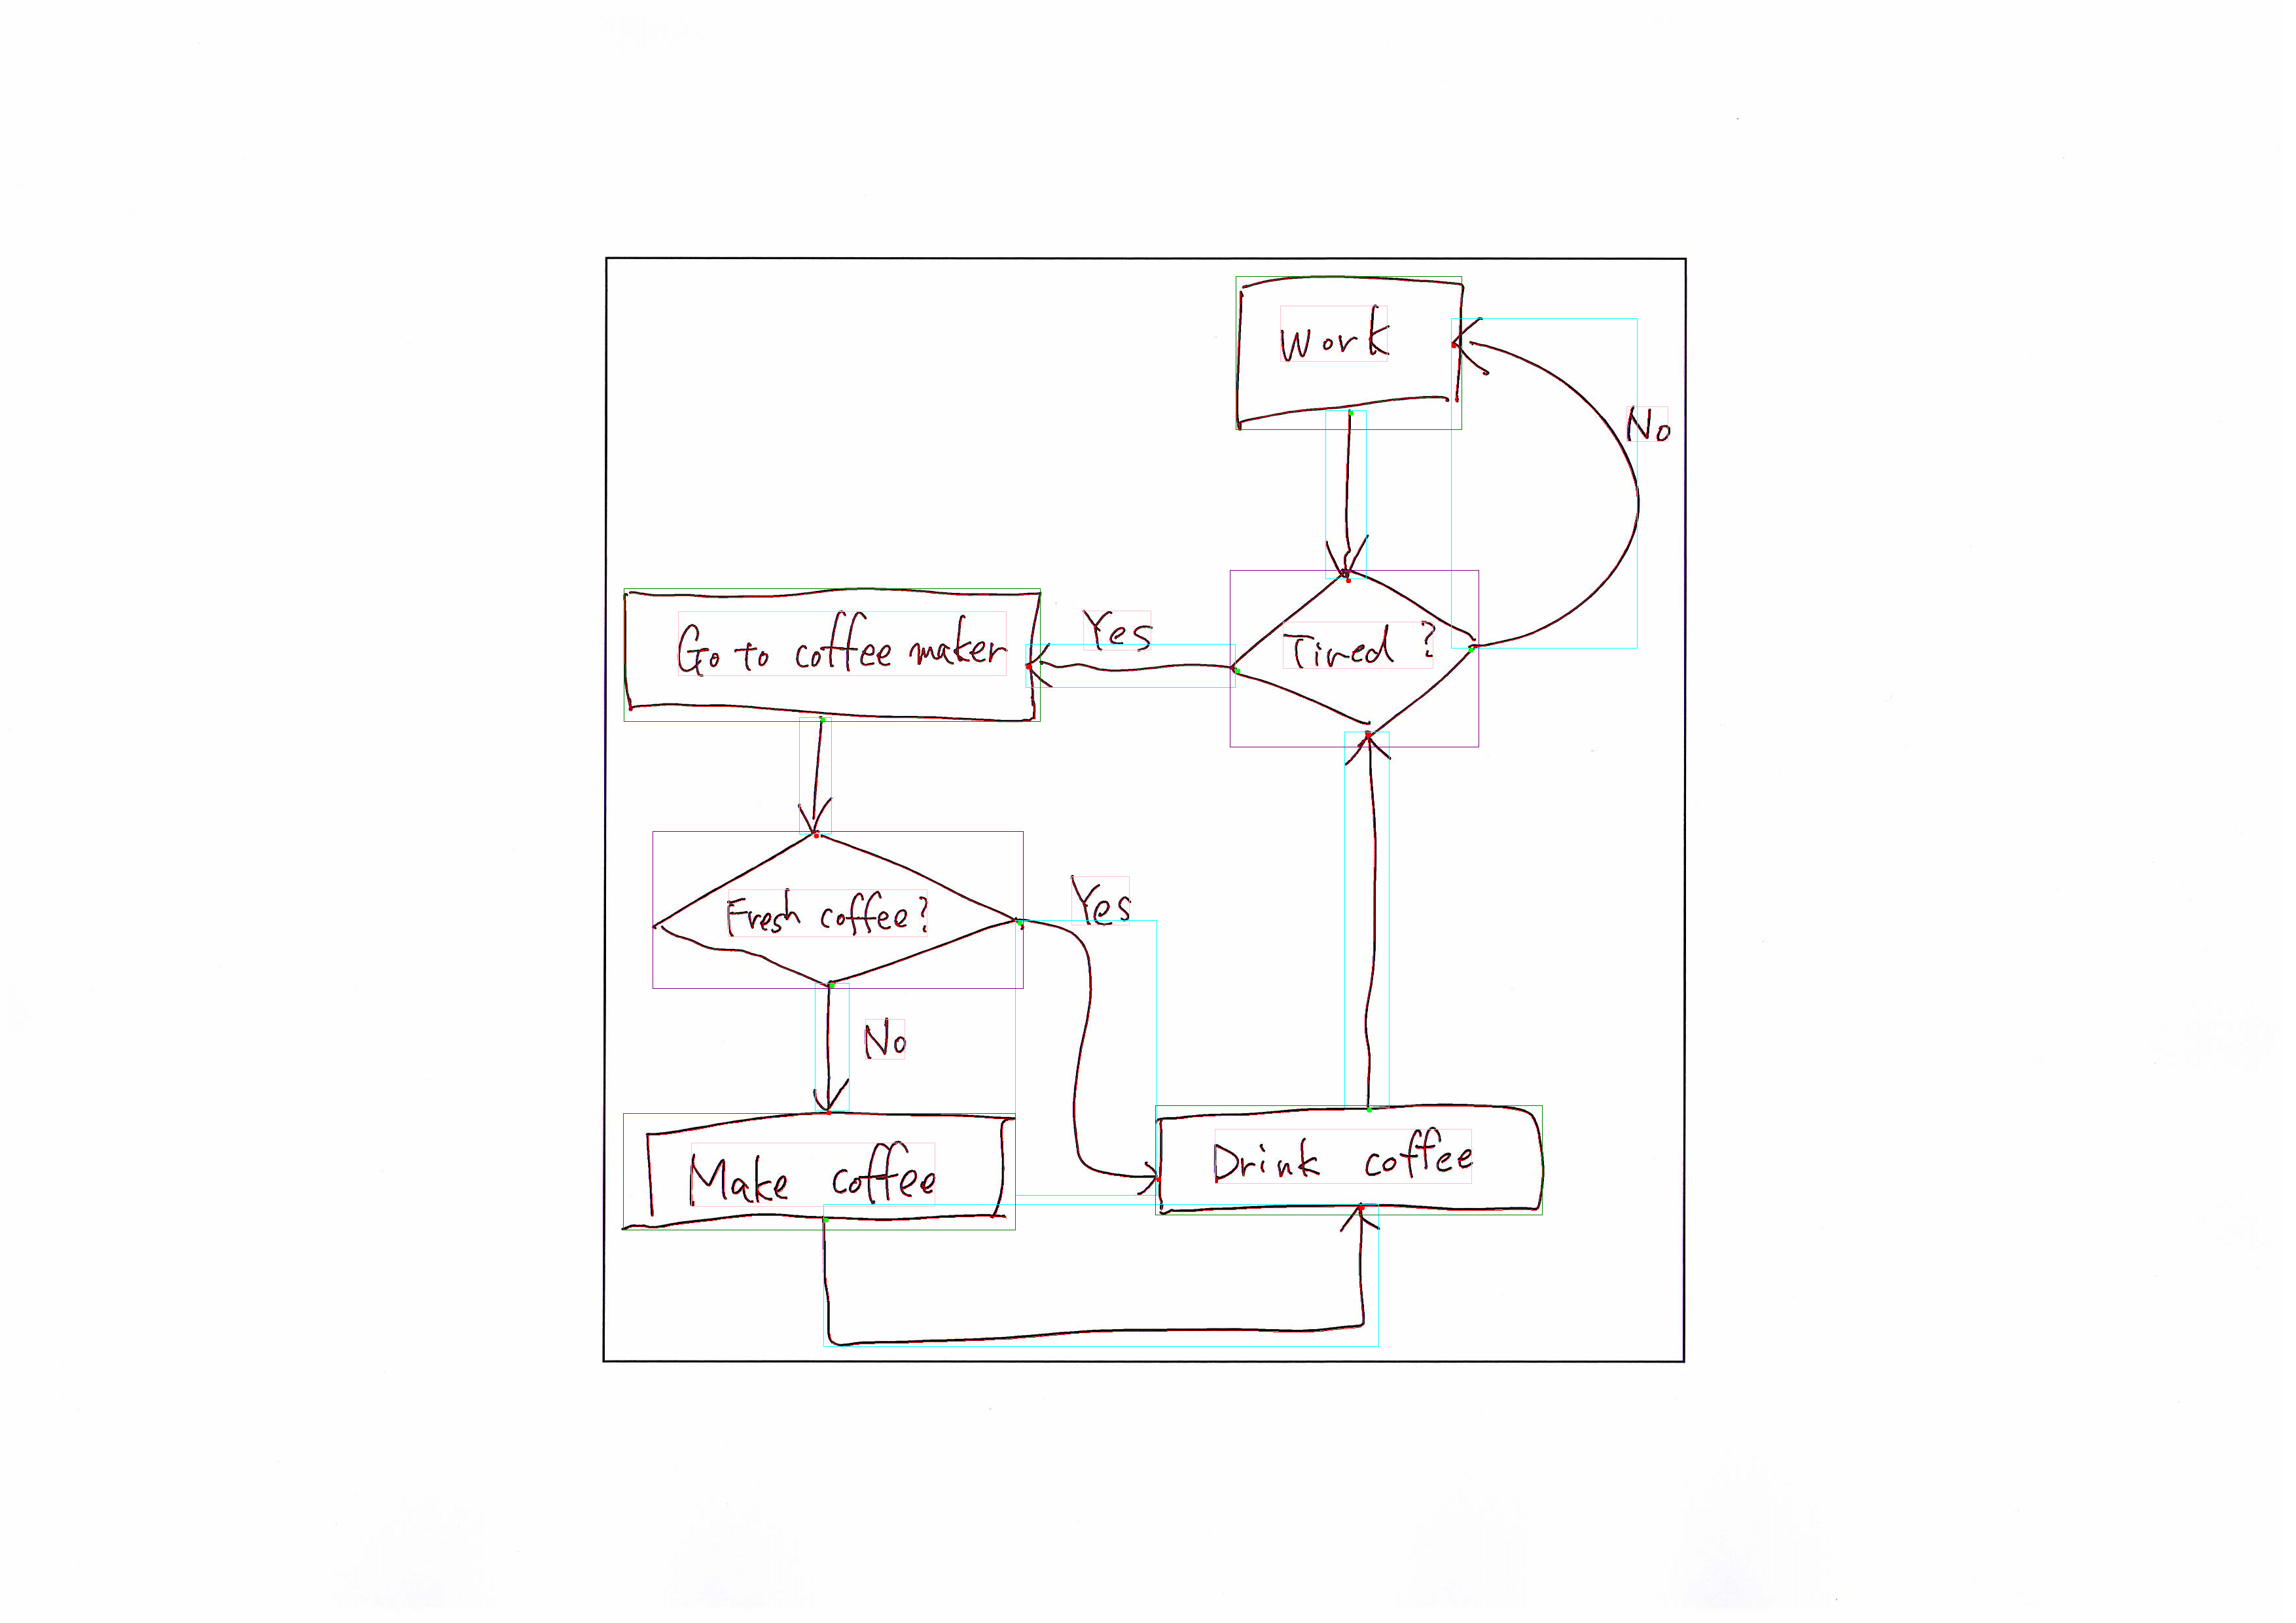 Work
No
Tired ?
Yes
Go to coffee maker
Fresh coffee?
Yes
No
Make coffee
Drink coffee